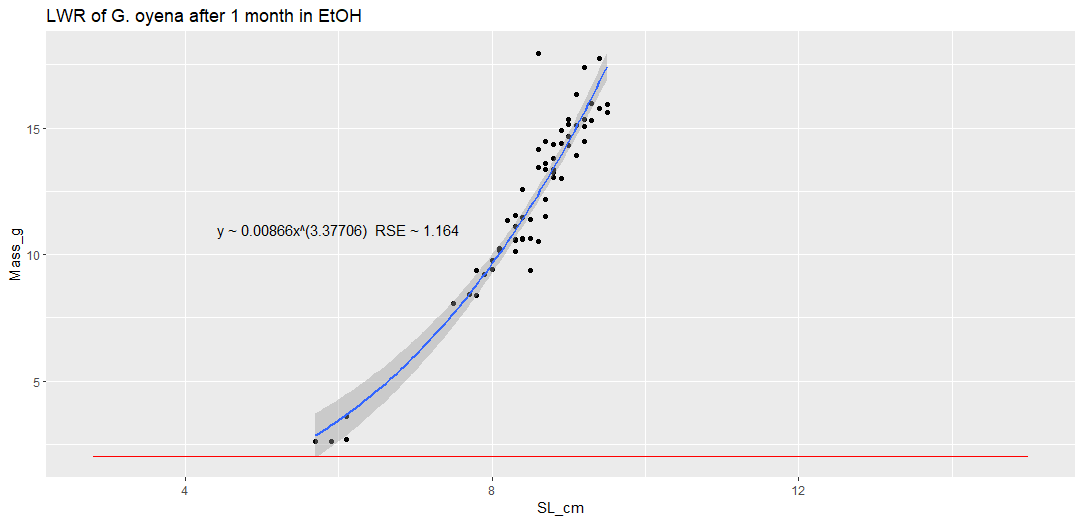 LWR of G. oyena after 1 month in EtOH
Mass_g
15
10
5
y ~ 0.00866x^(3.37706) RSE ~ 1.164
4
8
12
SL_cm